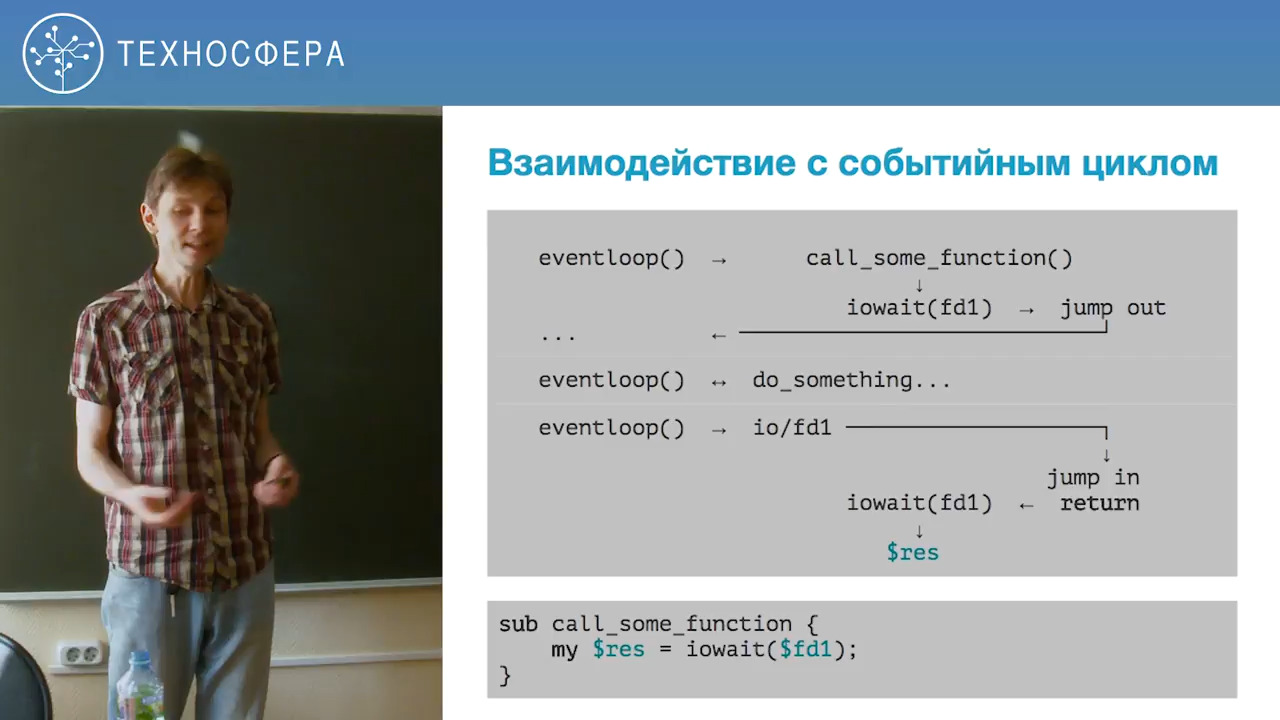 ТЕХНОСФЕРА
Взаимодействие с событийным циклом
eventloop() → call_some_function()
↓
iowait(fd1) → jump out
... ←
eventloop() ↔ do_something...
eventloop() → io/fd1
↓
jump in
iowait(fd1) ← return
↓
$res
sub call_some_function {
my $res = iowait($fd1);
}